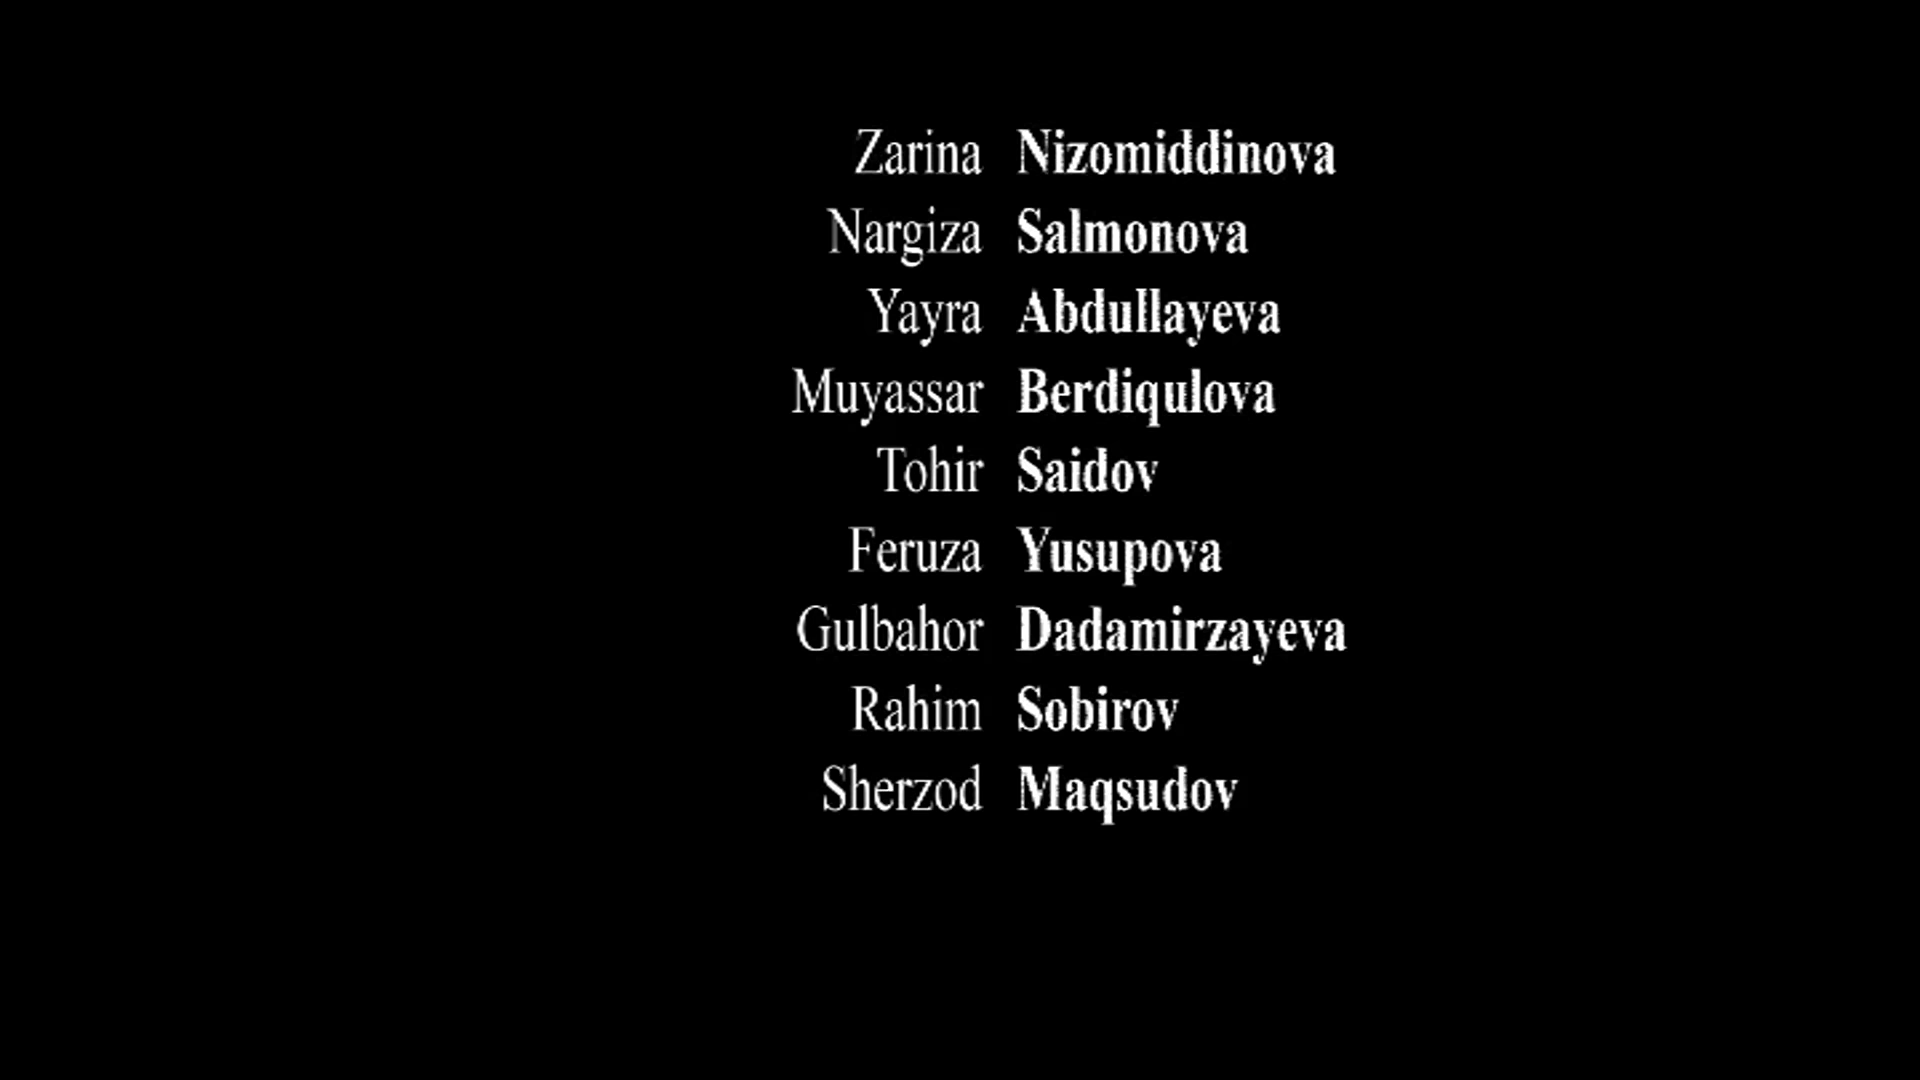 Zarina Nizomiddinova
Nargiza Salmonova
Yayra Abdullayeva
Muyassar Berdiqulova
Tohir Saidov
Feruza Yusupova
Gulbahor Dadamirzayeva
Rahim Sobirov
Sherzod Maqsudov